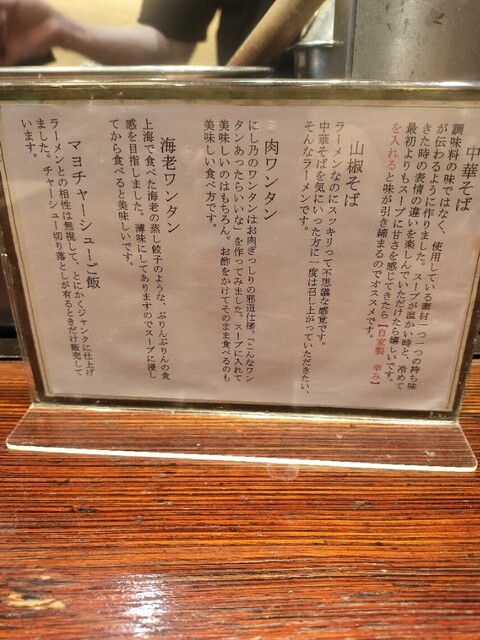 中華そば
調味料の味ではなく、使用している素材一つ一つの持ち味
が伝わるように作りました。スープが温かい時と、冷めて
きた時の表情の違いを楽しんでいただけたら嬉しいです。
最初よりもスープに甘さを感じてきたら【自家製 辛み】
を入れると味が引き締まるのでオススメです。
山椒そば
ラーメンなのにスッキリって不思議な感覚です。
中華そばを気にいった方に一度は召し上がっていただきたい、
そんなラーメンです。
肉ワンタン
にし乃のワンタンはお肉ぎっしりの邪道仕様。「こんなワン
タンあったらいいな」を作ってみました。スープに入れて
美味しいのはもちろん。お酢をかけてそのまま食べるのも
美味しい食べ方です。
海老ワンタン
上海で食べた海老の蒸し餃子のような、ぷりんぷりんの食
感を目指しました。薄味にしてありますのでスープに浸し
てから食べると美味しいです。
マヨチャーシューご飯
ラーメンとの相性は無視して、とにかくジャンクに仕上げ
ました。チャーシュー切り落としが有るときだけ販売して
います。